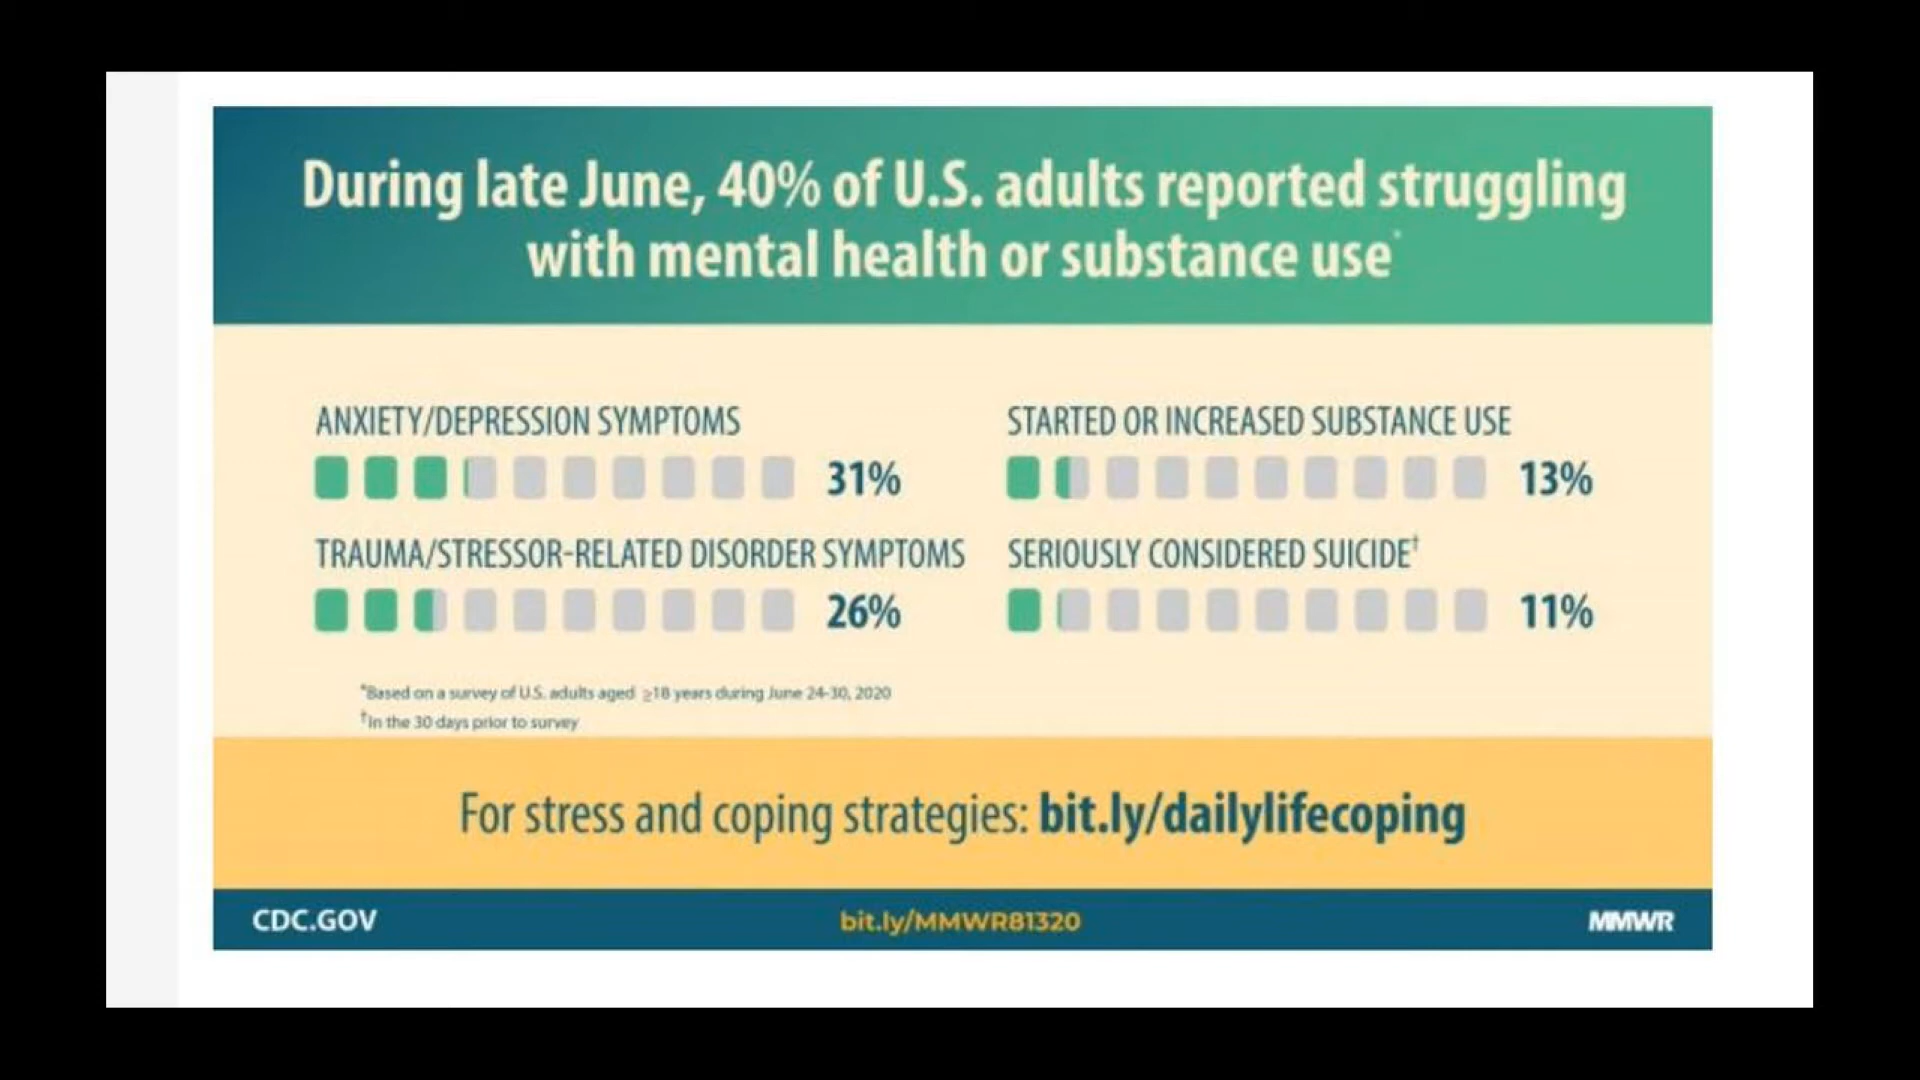 During late June, 40% of U.S. adults reported struggling
with mental health or substance use*
ANXIETY/DEPRESSION SYMPTOMS
31%
STARTED OR INCREASED SUBSTANCE USE
13%
TRAUMA/STRESSOR-RELATED DISORDER SYMPTOMS
26%
SERIOUSLY CONSIDERED SUICIDE†
11%
*Based on a survey of U.S. adults aged ≥18 years during June 24-30, 2020
†In the 30 days prior to survey
For stress and coping strategies: bit.ly/dailylifecoping
CDC.GOV
bit.ly/MMWR81320
MMWR